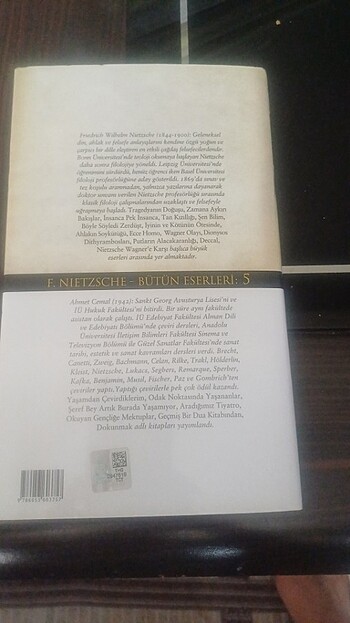 Friedrich Wilhelm Nietzsche (1844-1900): Geleneksel
din, ahlak ve felsefe anlayışlarını kendine özgü yoğun ve
çarpıcı bir dille eleştiren en etkili çağdaş felsefecilerdendir.
Bonn Üniversitesi'nde teoloji okumaya başlayan Nietzsche
daha sonra filolojiye yöneldi. Leipzig Üniversitesi'nde
öğrenimini sürdürdü, henüz öğrenci iken Basel Üniversitesi
filoloji profesörlüğüne aday gösterildi. 1869'da sınav ve
tez koşulu aranmadan, yalnızca yazılarına dayanarak
doktor unvanı verilen Nietzsche profesörlüğü sırasında
klasik filoloji çalışmalarından uzaklaştı ve felsefeyle
uğraşmaya başladı. Tragedyanın Doğuşu, Zamana Aykırı
Bakışlar, İnsanca Pek İnsanca, Tan Kızıllığı, Şen Bilim,
Böyle Söyledi Zerdüşt, İyinin ve Kötünün Ötesinde,
Ahlakın Soykütüğü, Ecce Homo, Wagner Olayı, Dionysos
Dithyrambosları, Putların Alacakaranlığı, Deccal,
Nietzsche Wagner'e Karşı başlıca büyük
eserleri arasında yer almaktadır.
F. NIETZSCHE - BÜTÜN ESERLERİ: 5
Ahmet Cemal (1942): Sankt Georg Avusturya Lisesi'ni ve
İÜ Hukuk Fakültesi'ni bitirdi. Bir süre aynı fakültede
asistan olarak çalıştı. İÜ Edebiyat Fakültesi Alman Dili
ve Edebiyatı Bölümü'nde çeviri dersleri, Anadolu
Üniversitesi İletişim Bilimleri Fakültesi Sinema ve
Televizyon Bölümü ile Güzel Sanatlar Fakültesi'nde sanat
tarihi, estetik ve sanat kavramları dersleri verdi. Brecht,
Canetti, Zweig, Bachmann, Celan, Rilke, Trakl, Hölderlin,
Kleist, Nietzsche, Lukacs, Seghers, Remarque, Sperber,
Kafka, Benjamin, Musil, Fischer, Paz ve Gombrich'ten
çeviriler yaptı. Yaptığı çevirilerle pek çok ödül kazandı.
Yaşamdan Çevirdiklerim, Odak Noktasında Yaşananlar,
Şeref Bey Artık Burada Yaşamıyor, Aradığımız Tiyatro,
Okuyan Gençliğe Mektuplar, Geçmiş Bir Dua Kitabından,
Dokunmak adlı kitapları yayımlandı.